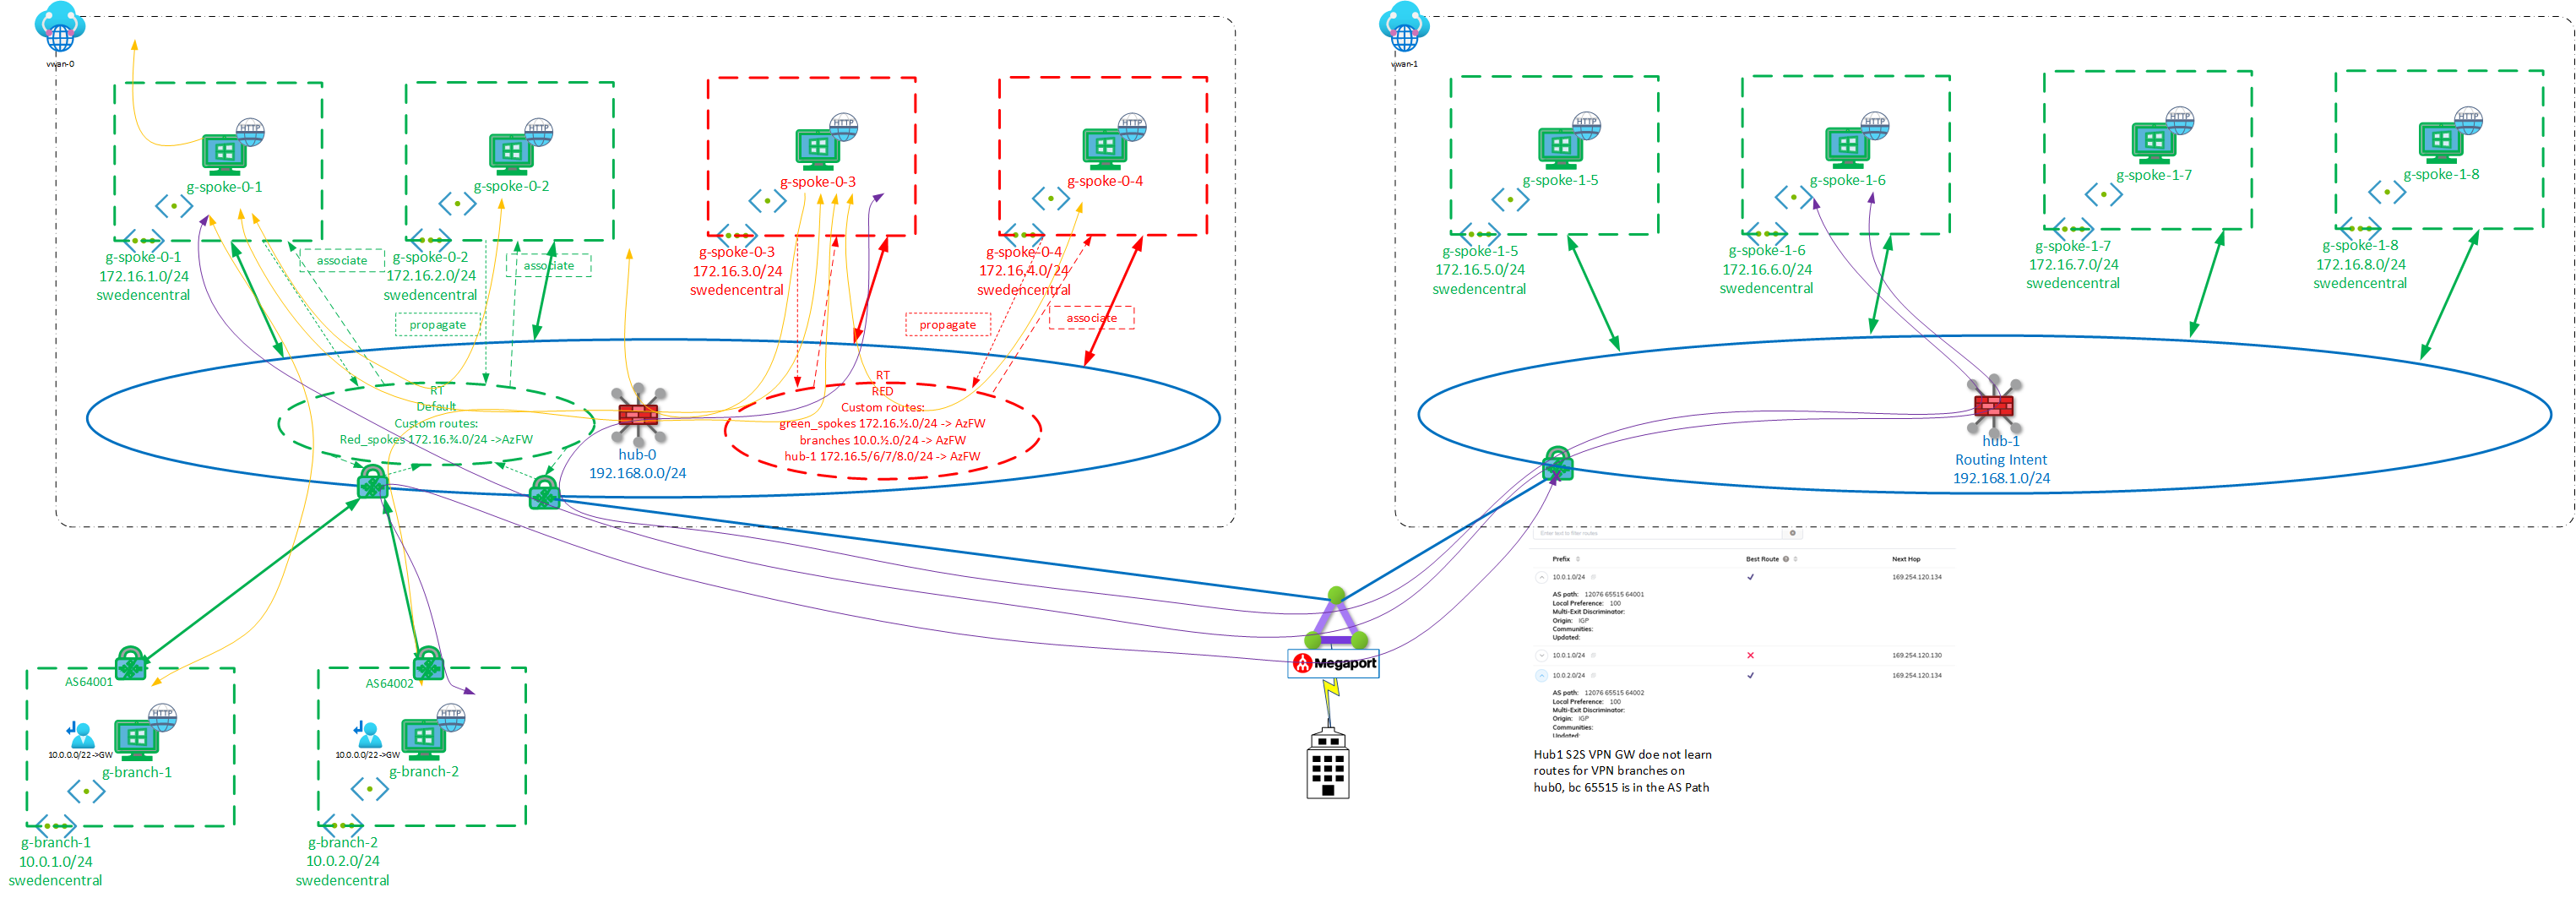 vwan-0
vwan-1
HTTP
g-spoke-0-1
HTTP
g-spoke-0-2
HTTP
g-spoke-0-3
HTTP
g-spoke-0-4
HTTP
g-spoke-1-5
HTTP
g-spoke-1-6
HTTP
g-spoke-1-7
HTTP
g-spoke-1-8
g-spoke-0-1
172.16.1.0/24
swedencentral
associate
g-spoke-0-2
172.16.2.0/24
swedencentral
associate
g-spoke-0-3
172.16.3.0/24
swedencentral
g-spoke-0-4
172.16.4.0/24
swedencentral
g-spoke-1-5
172.16.5.0/24
swedencentral
g-spoke-1-6
172.16.6.0/24
swedencentral
g-spoke-1-7
172.16.7.0/24
swedencentral
g-spoke-1-8
172.16.8.0/24
swedencentral
propagate
propagate
associate
RT
Default
Custom routes:
Red_spokes 172.16.¾.0/24 ->AzFW
hub-0
192.168.0.0/24
RT
RED
Custom routes:
green_spokes 172.16.½.0/24 -> AzFW
branches 10.0.½.0/24 -> AzFW
hub-1 172.16.5/6/7/8.0/24 -> AzFW
hub-1
Routing Intent
192.168.1.0/24
Enter text to filter routes
Prefix
Best Route
Next Hop
10.0.1.0/24
169.254.120.134
AS path: 12076 65515 64001
Local Preference: 100
Multi-Exit Discriminator:
Origin: IGP
Communities:
Updated:
10.0.1.0/24
169.254.120.130
10.0.2.0/24
169.254.120.134
AS path: 12076 65515 64002
Local Preference: 100
Multi-Exit Discriminator:
Origin: IGP
Communities:
Updated:
Hub1 S2S VPN GW doe not learn
routes for VPN branches on
hub0, bc 65515 is in the AS Path
Megaport
AS64001
HTTP
10.0.0.0/22->GW
g-branch-1
g-branch-1
10.0.1.0/24
swedencentral
AS64002
HTTP
10.0.0.0/22->GW
g-branch-2
g-branch-2
10.0.2.0/24
swedencentral